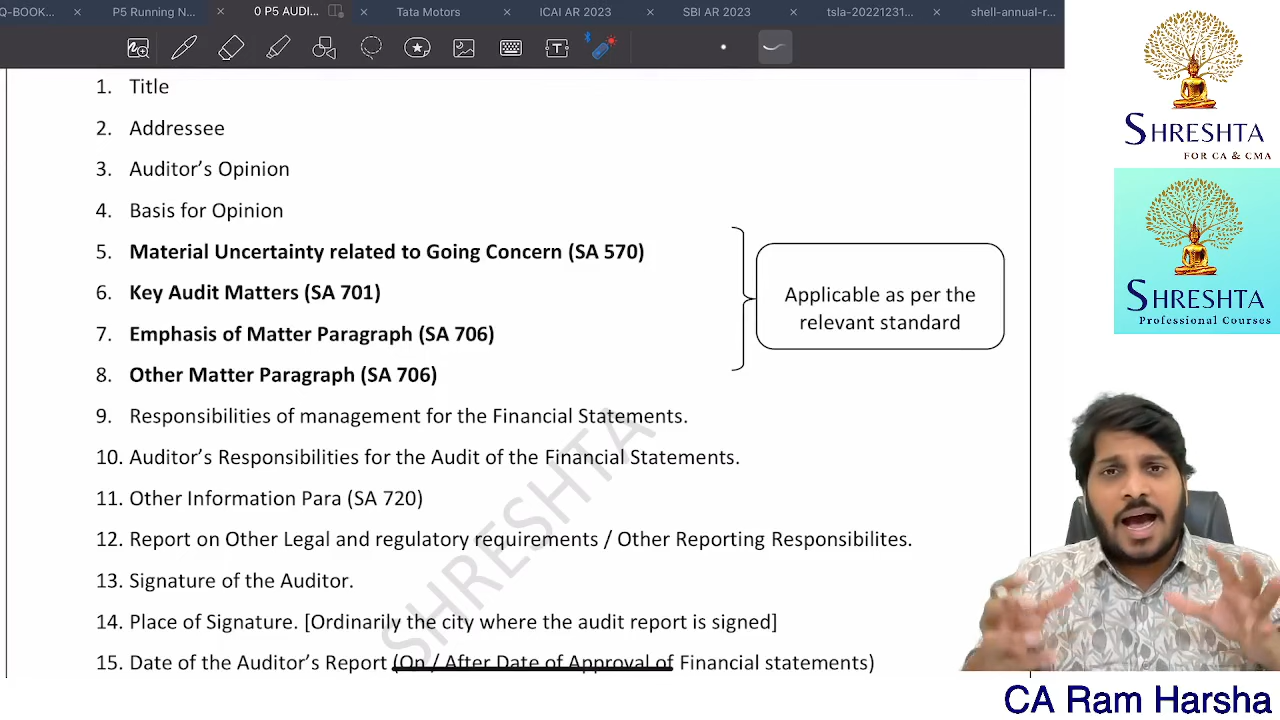 Q-BOOK... × P5 Running N... × 0 P5 AUDI... × Tata Motors × ICAI AR 2023 × SBI AR 2023 × tsla-20221231... × shell-annual-r...
1. Title
2. Addressee
3. Auditor’s Opinion
4. Basis for Opinion
5. Material Uncertainty related to Going Concern (SA 570)
6. Key Audit Matters (SA 701)
7. Emphasis of Matter Paragraph (SA 706)
8. Other Matter Paragraph (SA 706)
Applicable as per the
relevant standard
9. Responsibilities of management for the Financial Statements.
10. Auditor’s Responsibilities for the Audit of the Financial Statements.
11. Other Information Para (SA 720)
12. Report on Other Legal and regulatory requirements / Other Reporting Responsibilites.
13. Signature of the Auditor.
14. Place of Signature. [Ordinarily the city where the audit report is signed]
15. Date of the Auditor’s Report (On / After Date of Approval of Financial statements)
SHRESHTA
SHRESHTA
FOR CA & CMA
SHRESHTA
Professional Courses
CA Ram Harsha